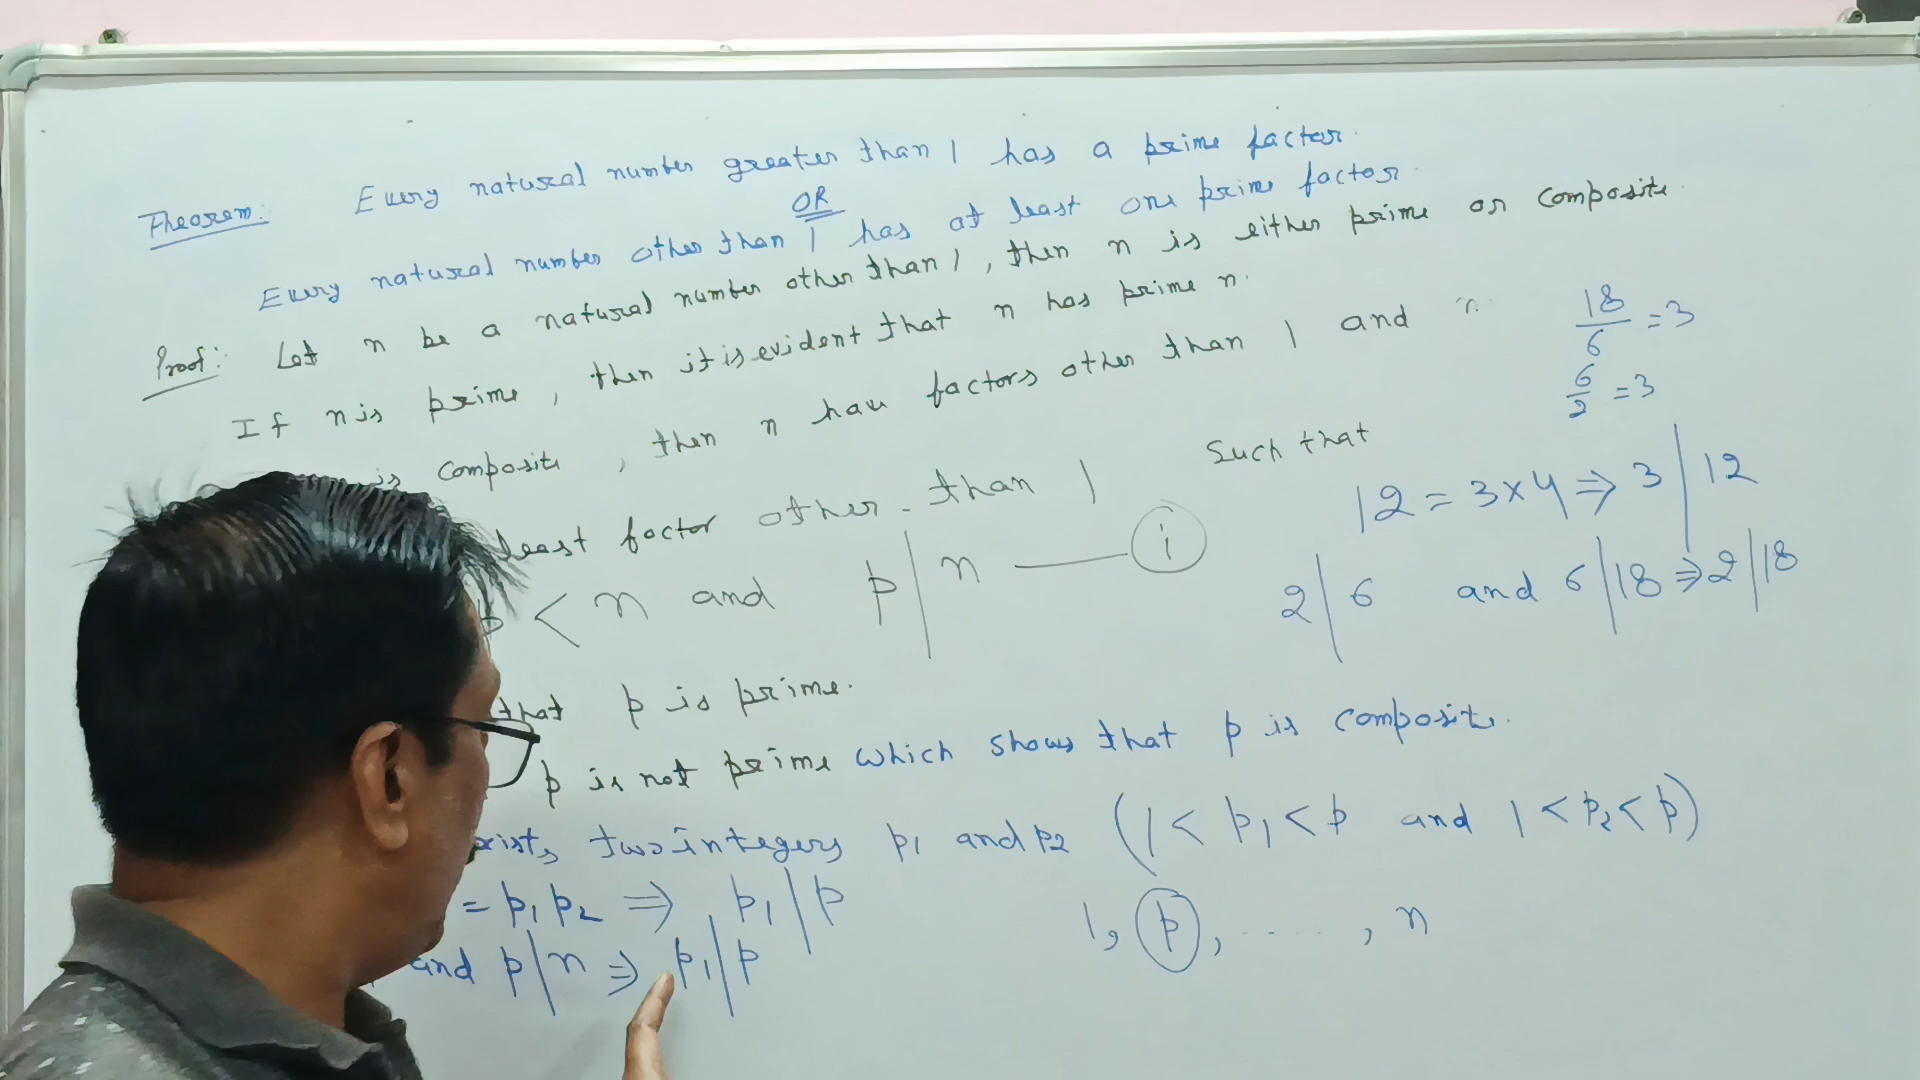 Theorem: Every natural number greater than 1 has a prime factor.
OR
Every natural number other than 1 has at least one prime factor.
Proof: Let n be a natural number other than 1, then n is either prime or composite.
If n is prime, then it is evident that n has prime n.
is composite, then n have factors other than 1 and n.
least factor other than 1 such that
p < n and p | n — (i)
that p is prime.
p is not prime which shows that p is composite.
exists two integers p1 and p2 (1 < p1 < p and 1 < p2 < p)
= p1 p2 ⇒ p1 | p
and p | n ⇒ p1 | p
18/6 = 3
6/2 = 3
12 = 3 × 4 ⇒ 3 | 12
2 | 6 and 6 | 18 ⇒ 2 | 18
1, p, ....., n